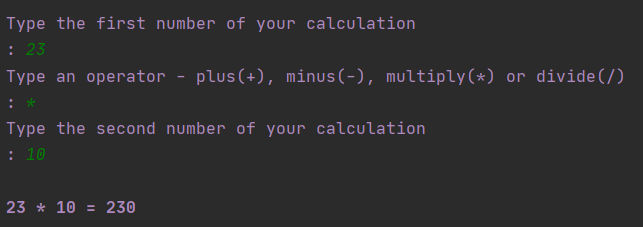 Type the first number of your calculation
: 23
Type an operator - plus(+), minus(-), multiply(*) or divide(/)
: *
Type the second number of your calculation
: 10
23 * 10 = 230